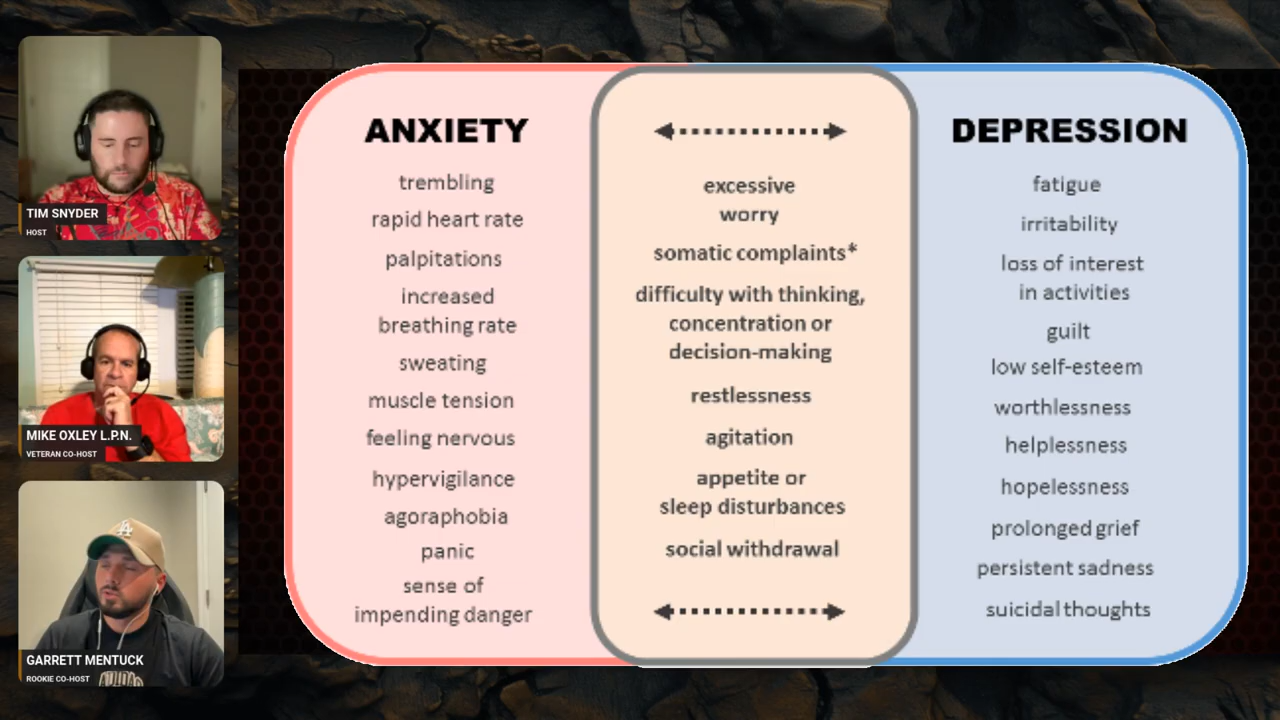 TIM SNYDER
HOST
MIKE OXLEY L.P.N.
VETERAN CO-HOST
LA
GARRETT MENTUCK
ROOKIE CO-HOST
ANXIETY
trembling
rapid heart rate
palpitations
increased
breathing rate
sweating
muscle tension
feeling nervous
hypervigilance
agoraphobia
panic
sense of
impending danger
excessive
worry
somatic complaints*
difficulty with thinking,
concentration or
decision-making
restlessness
agitation
appetite or
sleep disturbances
social withdrawal
DEPRESSION
fatigue
irritability
loss of interest
in activities
guilt
low self-esteem
worthlessness
helplessness
hopelessness
prolonged grief
persistent sadness
suicidal thoughts